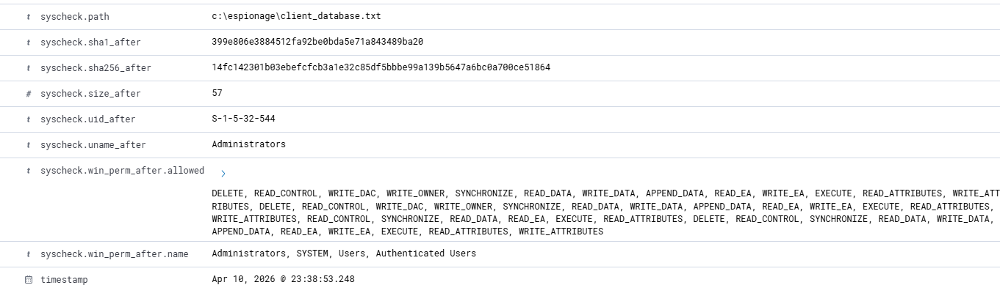 t syscheck.path c:\espionage\client_database.txt
t syscheck.sha1_after 399e806e3884512fa92be0bda5e71a843489ba20
t syscheck.sha256_after 14fc142301b03ebefcfcb3a1e32c85df5bbbe99a139b5647a6bc0a700ce51864
# syscheck.size_after 57
t syscheck.uid_after S-1-5-32-544
t syscheck.uname_after Administrators
t syscheck.win_perm_after.allowed
DELETE, READ_CONTROL, WRITE_DAC, WRITE_OWNER, SYNCHRONIZE, READ_DATA, WRITE_DATA, APPEND_DATA, READ_EA, WRITE_EA, EXECUTE, READ_ATTRIBUTES, WRITE_ATT
RIBUTES, DELETE, READ_CONTROL, WRITE_DAC, WRITE_OWNER, SYNCHRONIZE, READ_DATA, WRITE_DATA, APPEND_DATA, READ_EA, WRITE_EA, EXECUTE, READ_ATTRIBUTES,
WRITE_ATTRIBUTES, READ_CONTROL, SYNCHRONIZE, READ_DATA, READ_EA, EXECUTE, READ_ATTRIBUTES, DELETE, READ_CONTROL, SYNCHRONIZE, READ_DATA, WRITE_DATA,
APPEND_DATA, READ_EA, WRITE_EA, EXECUTE, READ_ATTRIBUTES, WRITE_ATTRIBUTES
t syscheck.win_perm_after.name Administrators, SYSTEM, Users, Authenticated Users
timestamp Apr 10, 2026 @ 23:38:53.248